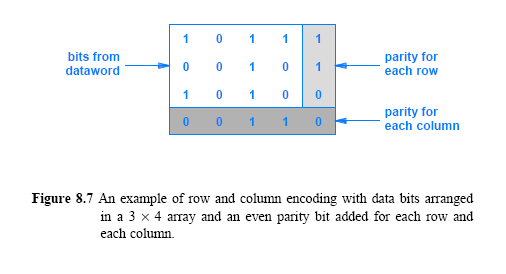 1 0 1 1 1
bits from
dataword
0 0 1 0 1
parity for
each row
1 0 1 0 0
0 0 1 1 0
parity for
each column
Figure 8.7 An example of row and column encoding with data bits arranged
in a 3 × 4 array and an even parity bit added for each row and
each column.